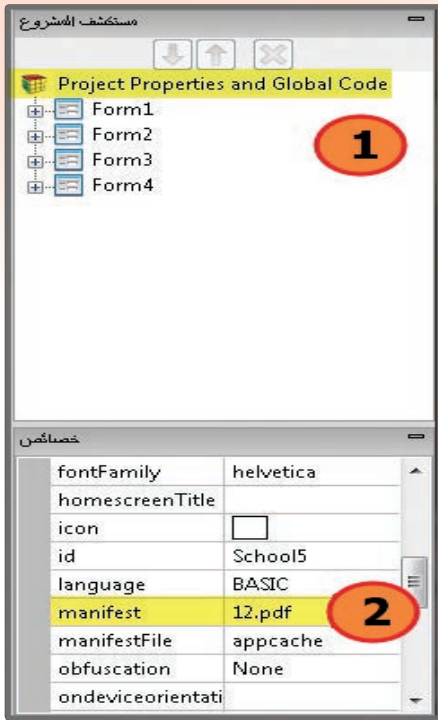 مستكشف المشروع
Project Properties and Global Code
Form1
Form2
Form3
Form4
1
خصائص
fontFamily helvetica
homescreenTitle
icon
id School5
language BASIC
manifest 12.pdf
2
manifestFile appcache
obfuscation None
ondeviceorientati